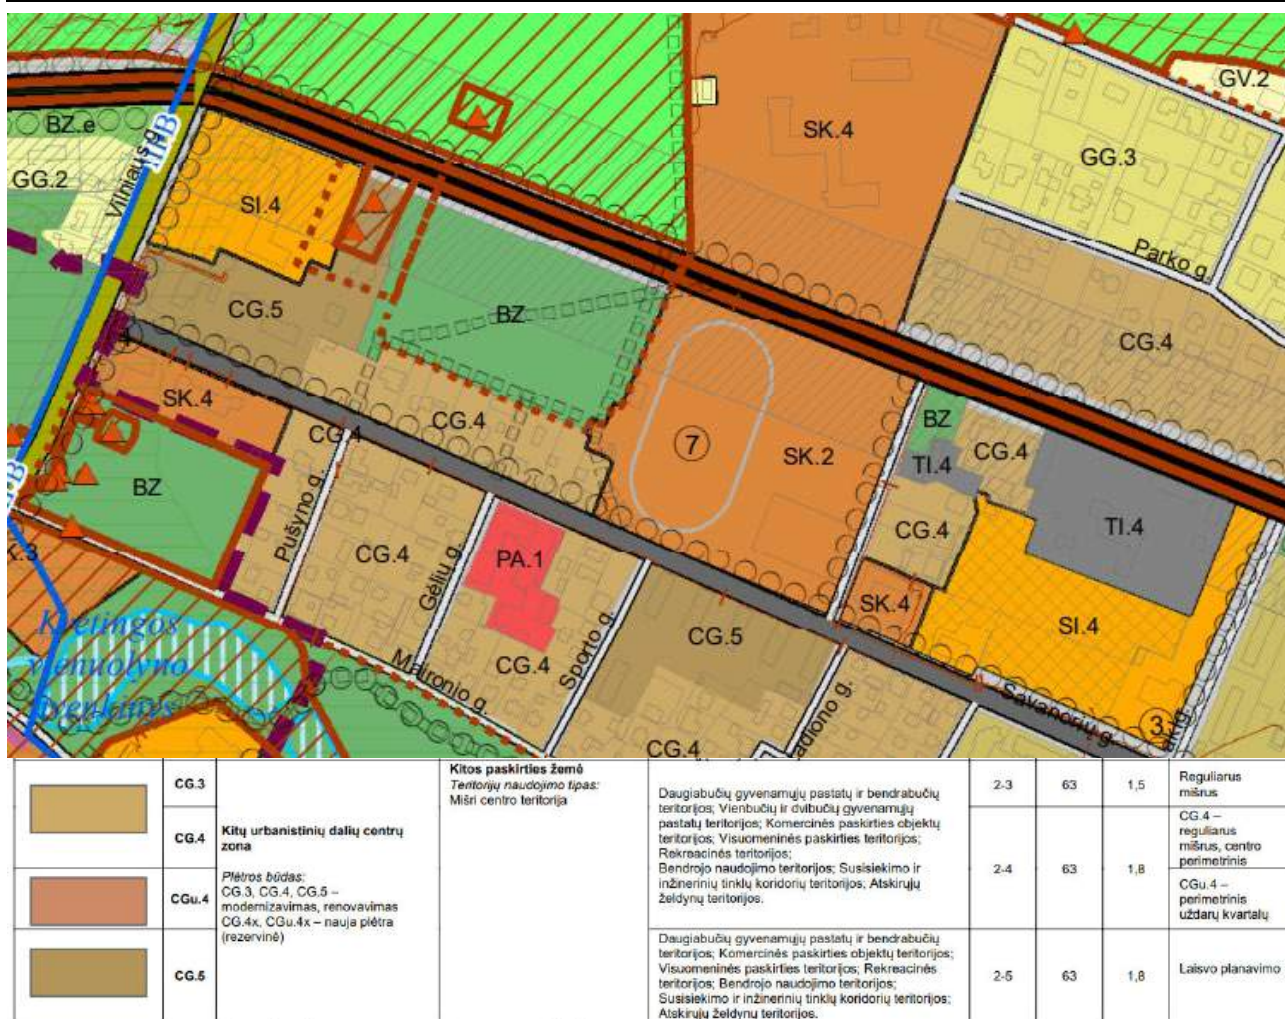 SK.4
GV.2
GG.3
BZ.e
Vilniaus g.
GG.2
SI.4
Parko g.
CG.5
BZ
CG.4
SK.4
CG.4
CG.4
BZ
7
SK.2
CG.4
BZ
TI.4
TI.4
Pušyno g.
CG.4
Gėlių g.
PA.1
CG.4
SK.4
SI.4
CG.5
Kretingos
vienuolyno
Maironio g.
CG.4
Sporto g.
CG.4
Savanorių g.
3
CG.3
CG.4
CGu.4
CG.5
Kitų urbanistinių dalių centrų
zona
Plėtros būdas:
CG.3, CG.4, CG.5 –
modernizavimas, renovavimas
CG.4x, CGu.4x – nauja plėtra
(rezervinė)
Kitos paskirties žemė
Teritorijų naudojimo tipas:
Mišri centro teritorija
Daugiabučių gyvenamųjų pastatų ir bendrabučių
teritorijos; Vienbučių ir dvibučių gyvenamųjų
pastatų teritorijos; Komercinės paskirties objektų
teritorijos; Visuomeninės paskirties teritorijos;
Rekreacinės teritorijos;
Bendrojo naudojimo teritorijos; Susisiekimo ir
inžinerinių tinklų koridorių teritorijos; Atskirųjų
želdynų teritorijos.
2-3 63 1,5 Reguliarus
mišrus
2-4 63 1,8
CG.4 –
reguliarus
mišrus, centro
perimetrinis
CGu.4 –
perimetrinis
uždarų kvartalų
Daugiabučių gyvenamųjų pastatų ir bendrabučių
teritorijos; Komercinės paskirties objektų teritorijos;
Visuomeninės paskirties teritorijos; Rekreacinės
teritorijos; Bendrojo naudojimo teritorijos;
Susisiekimo ir inžinerinių tinklų koridorių teritorijos;
Atskirųjų želdynų teritorijos.
2-5 63 1,8 Laisvo planavimo